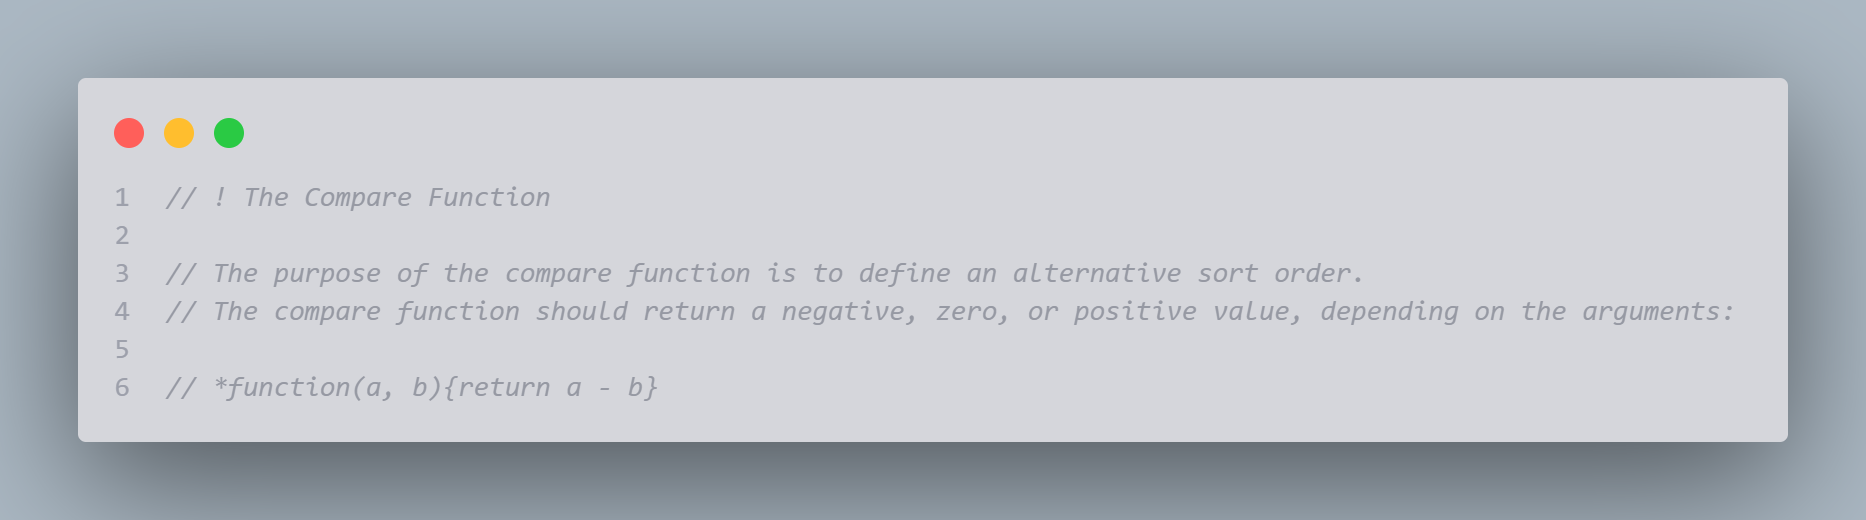 1 // ! The Compare Function
2
3 // The purpose of the compare function is to define an alternative sort order.
4 // The compare function should return a negative, zero, or positive value, depending on the arguments:
5
6 // *function(a, b){return a - b}